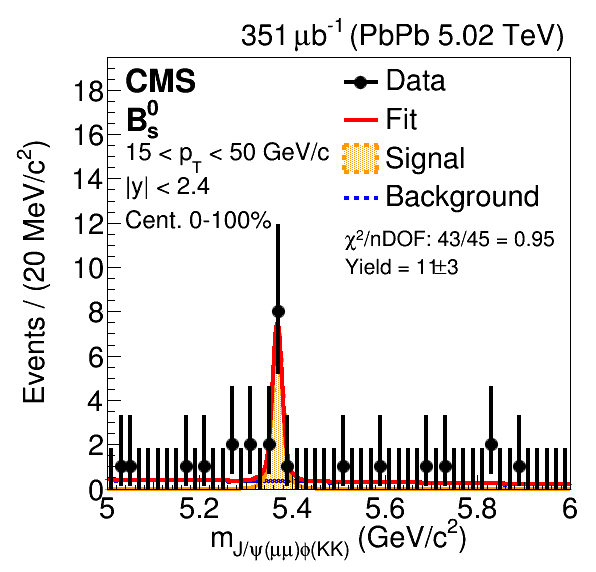 351 μb⁻¹ (PbPb 5.02 TeV)
CMS
B⁰ₛ
15 < p_T < 50 GeV/c
|y| < 2.4
Cent. 0-100%
Data
Fit
Signal
Background
χ²/nDOF: 43/45 = 0.95
Yield = 11±3
Events / (20 MeV/c²)
18
16
14
12
10
8
6
4
2
0
5 5.2 5.4 5.6 5.8 6
m_J/ψ(μμ)φ(KK) (GeV/c²)